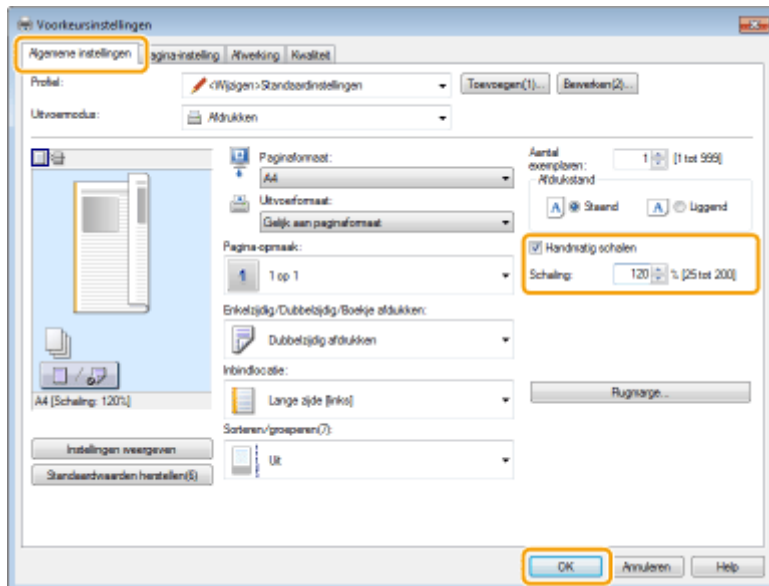 Voorkeursinstellingen
Algemene instellingen Pagina-instelling Afwerking Kwaliteit
Profiel: <Wijzigen>Standaardinstellingen Toevoegen(1)... Bewerken(2)...
Uitvoermodus: Afdrukken
Paginaformaat:
A4
Uitvoerformaat:
Gelijk aan paginaformaat
Pagina-opmaak:
1 op 1
Enkelzijdig/Dubbelzijdig/Boekje afdrukken:
Dubbelzijdig afdrukken
Inbindlocatie:
Lange zijde [links]
Sorteren/groeperen(7):
Uit
Aantal
exemplaren: 1 [1 tot 999]
Afdrukstand
A Staand A Liggend
Handmatig schalen
Schaling: 120 % [25 tot 200]
Rugmarge...
A4 [Schaling: 120%]
Instellingen weergeven
Standaardwaarden herstellen(6)
OK Annuleren Help